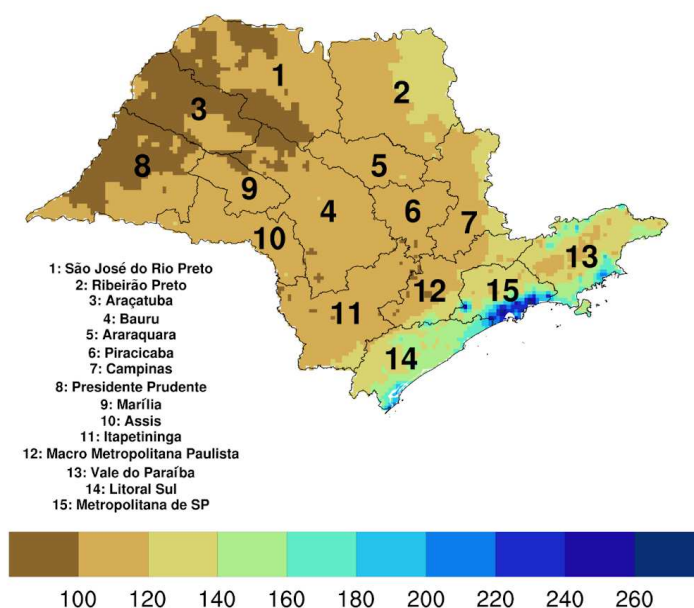 1
2
3
5
8
9
6
4
7
10
13
12
15
11
14
1: São José do Rio Preto
2: Ribeirão Preto
3: Araçatuba
4: Bauru
5: Araraquara
6: Piracicaba
7: Campinas
8: Presidente Prudente
9: Marília
10: Assis
11: Itapetininga
12: Macro Metropolitana Paulista
13: Vale do Paraíba
14: Litoral Sul
15: Metropolitana de SP
100 120 140 160 180 200 220 240 260